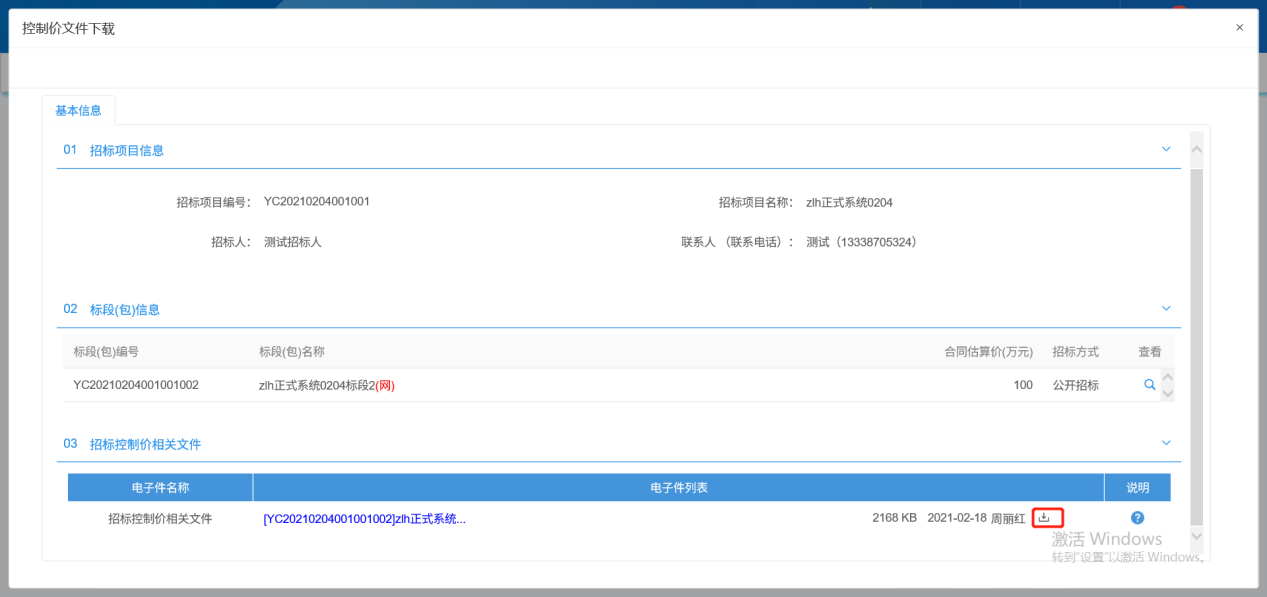 控制价文件下载 ×
基本信息
01 招标项目信息
招标项目编号： YC20210204001001 招标项目名称： zlh正式系统0204
招标人： 测试招标人 联系人 （联系电话）： 测试（13338705324）
02 标段(包)信息
标段(包)编号 标段(包)名称 合同估算价(万元) 招标方式 查看
YC20210204001001002 zlh正式系统0204标段2(网) 100 公开招标
03 招标控制价相关文件
电子件名称 电子件列表 说明
招标控制价相关文件 [YC20210204001001002]zlh正式系统... 2168 KB 2021-02-18 周丽红 ?
激活 Windows
转到"设置"以激活 Windows。